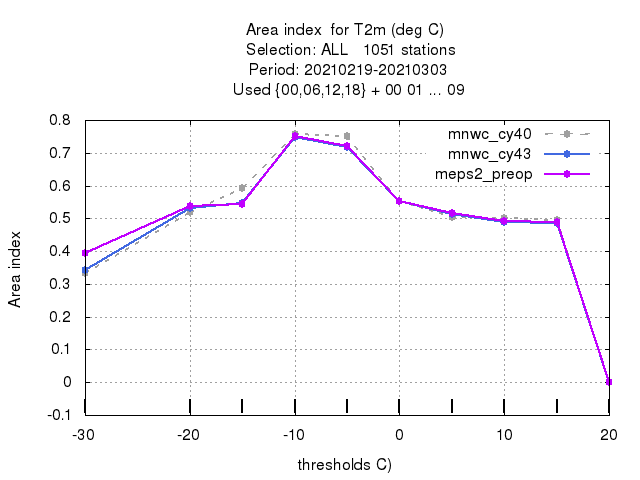 Area index  for T2m (deg C)
Selection: ALL   1051 stations
Period: 20210219-20210303
Used {00,06,12,18} + 00 01 ... 09
mnwc_cy40
mnwc_cy43
meps2_preop
Area index
0.8
0.7
0.6
0.5
0.4
0.3
0.2
0.1
0
-0.1
-30 -20 -10 0 10 20
thresholds C)